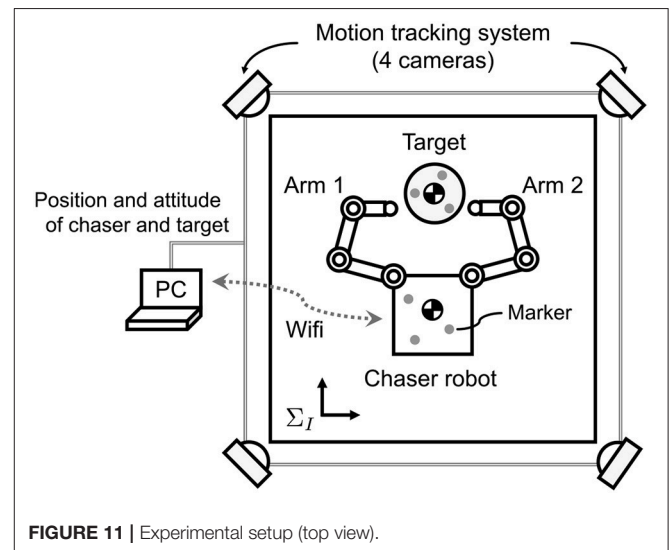 Motion tracking system
(4 cameras)
Target
Arm 1
Arm 2
Position and attitude
of chaser and target
PC
Wifi
Marker
Chaser robot
Σ_I
FIGURE 11 | Experimental setup (top view).